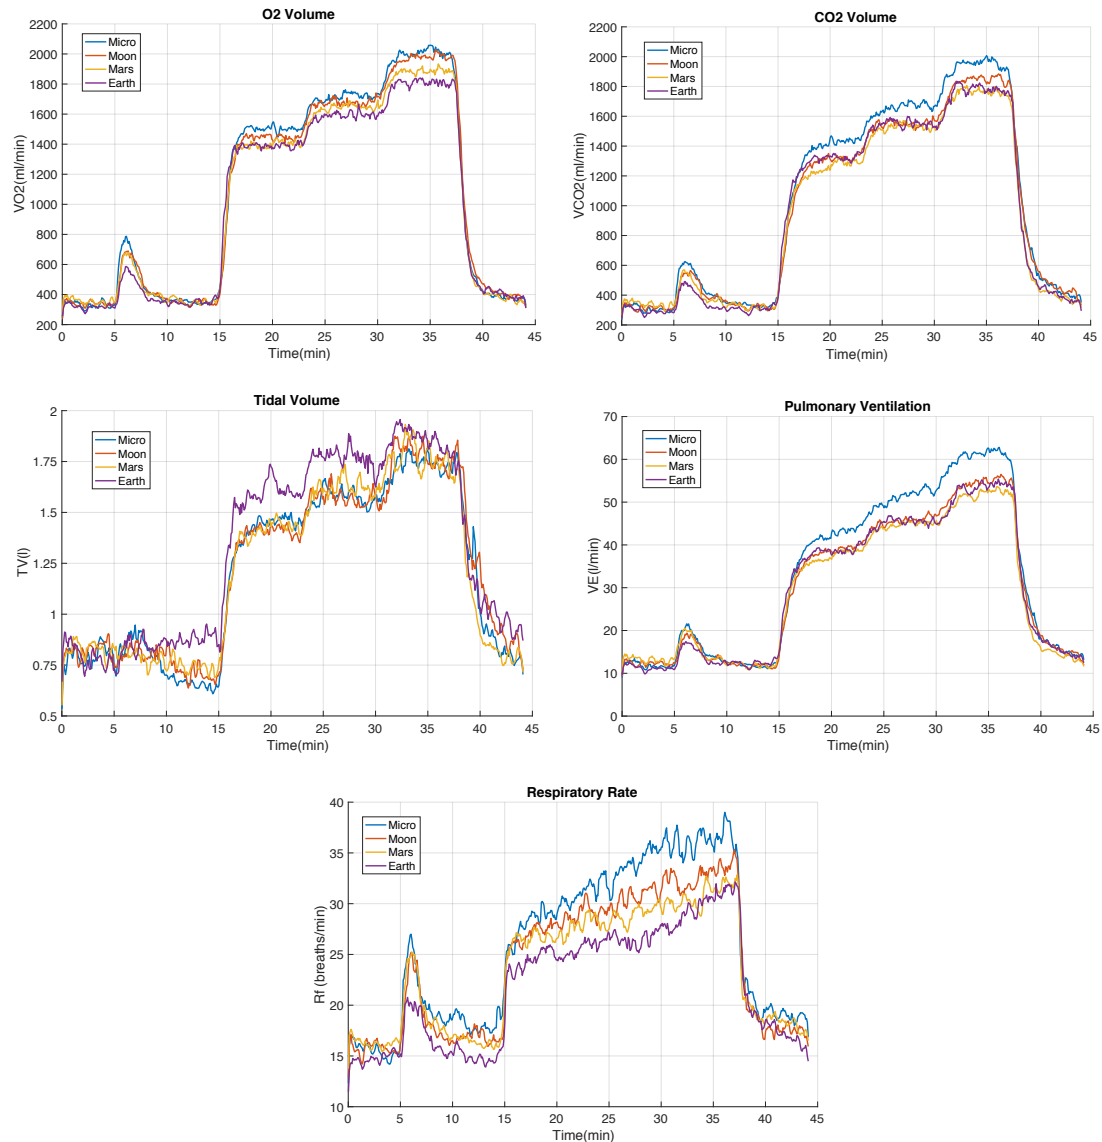 O2 Volume
2200
2000
1800
1600
1400
1200
1000
800
600
400
200
VO2(ml/min)
Micro
Moon
Mars
Earth
0 5 10 15 20 25 30 35 40 45
Time(min)
CO2 Volume
2200
2000
1800
1600
1400
1200
1000
800
600
400
200
VCO2(ml/min)
Micro
Moon
Mars
Earth
0 5 10 15 20 25 30 35 40 45
Time(min)
Tidal Volume
2
1.75
1.5
1.25
1
0.75
0.5
TV(l)
Micro
Moon
Mars
Earth
0 5 10 15 20 25 30 35 40 45
Time(min)
Pulmonary Ventilation
70
60
50
40
30
20
10
0
VE(l/min)
Micro
Moon
Mars
Earth
0 5 10 15 20 25 30 35 40 45
Time(min)
Respiratory Rate
40
35
30
25
20
15
10
Rf (breaths/min)
Micro
Moon
Mars
Earth
0 5 10 15 20 25 30 35 40 45
Time(min)